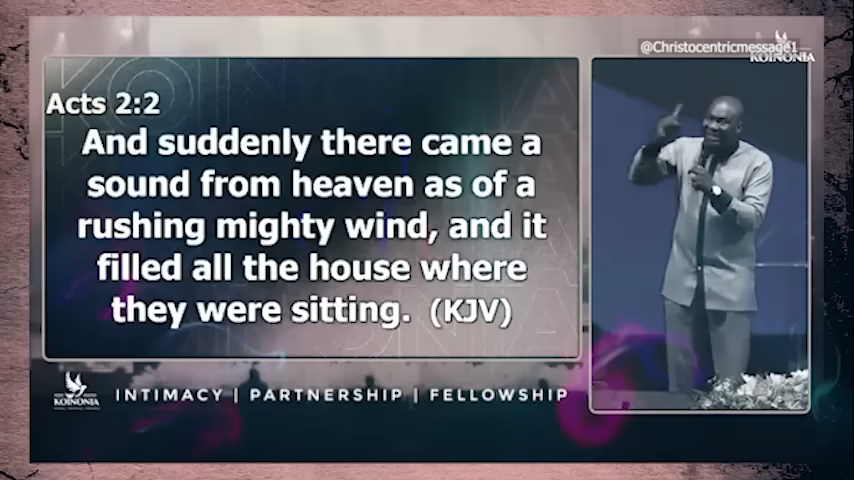 @Christocentricmessage1
KOINONIA
Acts 2:2
And suddenly there came a
sound from heaven as of a
rushing mighty wind, and it
filled all the house where
they were sitting. (KJV)
KOINONIA
INTIMACY | PARTNERSHIP | FELLOWSHIP